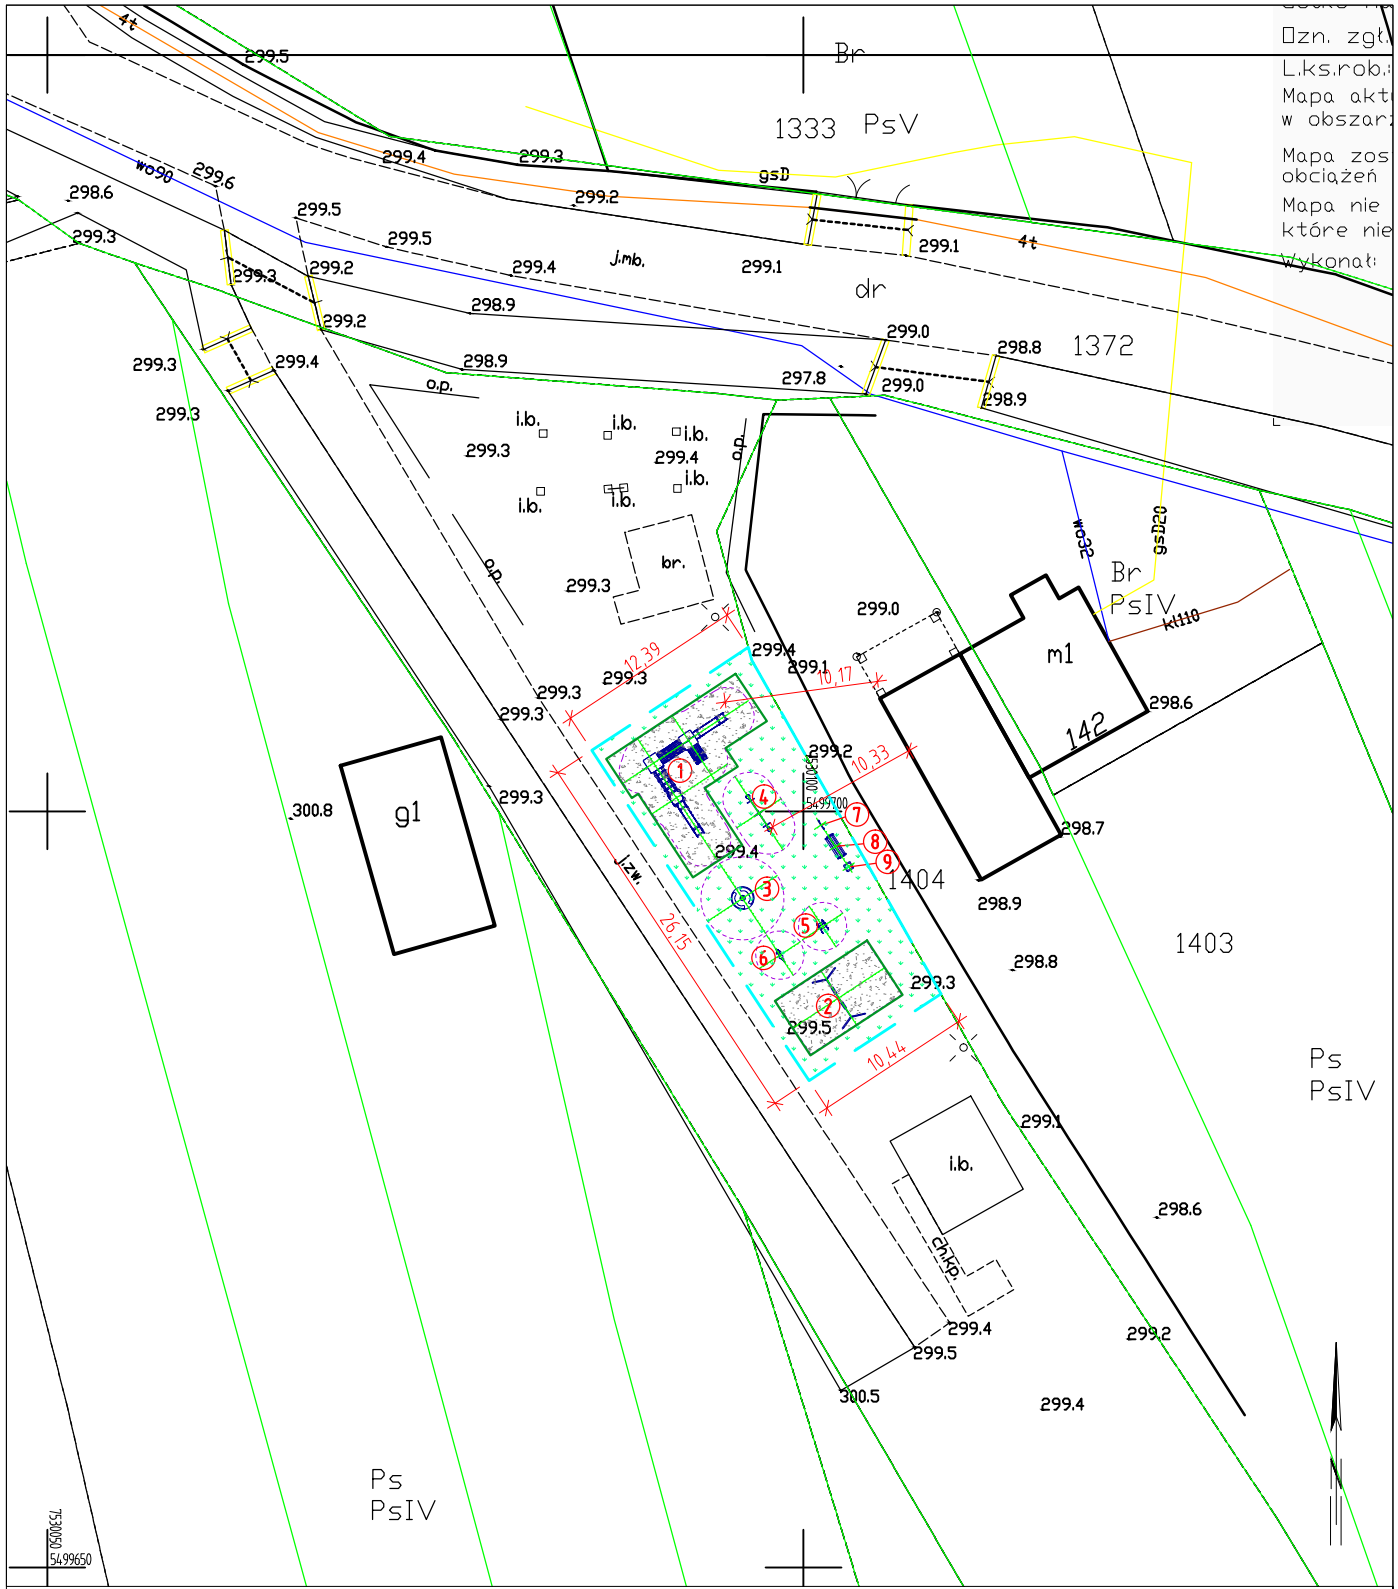 4t
299.5
Br
Ozn. zgł.
L.ks.rob.:
Mapa akt
w obszar
1333 PsV
299.4
299.3
gsD
Mapa zos
obciążeń
Mapa nie
które nie
Wykonał:
wo90
299.6
298.6
299.2
299.5
299.3
299.5
299.4
j.mb.
299.1
299.1
4t
dr
299.3
299.2
298.9
299.2
299.0
298.8
1372
299.3
299.4
298.9
297.8
299.0
298.9
o.p.
299.3
i.b.
i.b.
i.b.
o.p.
299.3
299.4
i.b.
i.b.
i.b.
wo32
gsD20
o.p.
br.
299.3
Br
PsIV
299.0
kl110
12,39
299.4
299.1
m1
299.3
10,17
299.3
299.3
298.6
142
299.2
10,33
7530100
5499700
1
4
7
299.3
300.8
g1
298.7
8
299.4
9
j.zw.
3
1404
298.9
26,15
5
1403
6
298.8
299.3
2
299.5
10,44
Ps
PsIV
299.1
i.b.
298.6
ch.kp.
299.4
299.2
299.5
300.5
299.4
Ps
PsIV
7530050
5499650